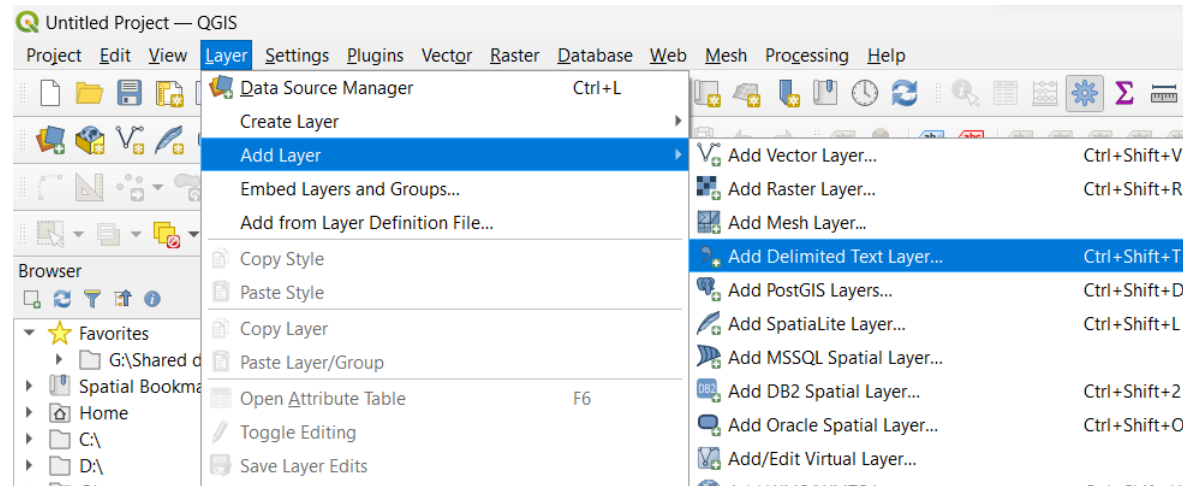 Untitled Project — QGIS
Project Edit View Layer Settings Plugins Vector Raster Database Web Mesh Processing Help
Data Source Manager Ctrl+L
Create Layer
Add Layer
Embed Layers and Groups...
Add from Layer Definition File...
Copy Style
Paste Style
Copy Layer
Paste Layer/Group
Open Attribute Table F6
Toggle Editing
Save Layer Edits
Add Vector Layer... Ctrl+Shift+V
Add Raster Layer... Ctrl+Shift+R
Add Mesh Layer...
Add Delimited Text Layer... Ctrl+Shift+T
Add PostGIS Layers... Ctrl+Shift+D
Add SpatiaLite Layer... Ctrl+Shift+L
Add MSSQL Spatial Layer...
DB2 Add DB2 Spatial Layer... Ctrl+Shift+2
Add Oracle Spatial Layer... Ctrl+Shift+O
Add/Edit Virtual Layer...
Browser
Favorites
G:\Shared d
Spatial Bookma
Home
C:\
D:\